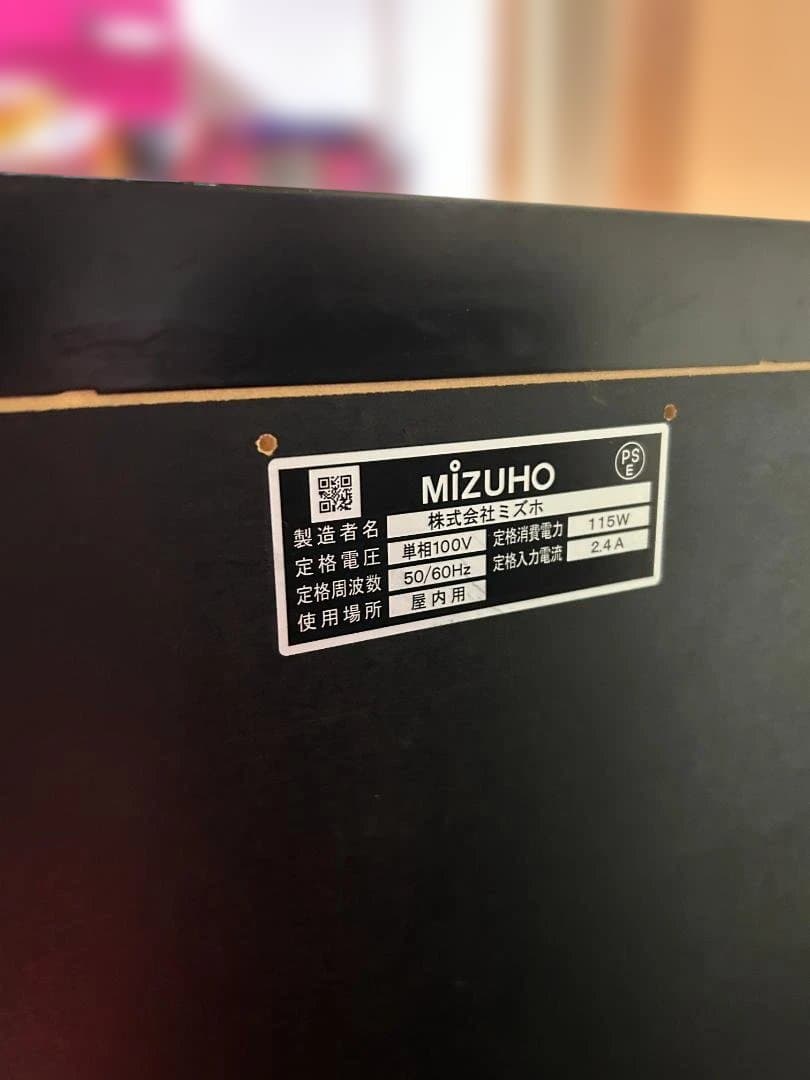 MIZUHO
PS
E
製造者名 株式会社ミズホ
定格電圧 単相100V 定格消費電力 115W
定格周波数 50/60Hz 定格入力電流 2.4A
使用場所 屋内用